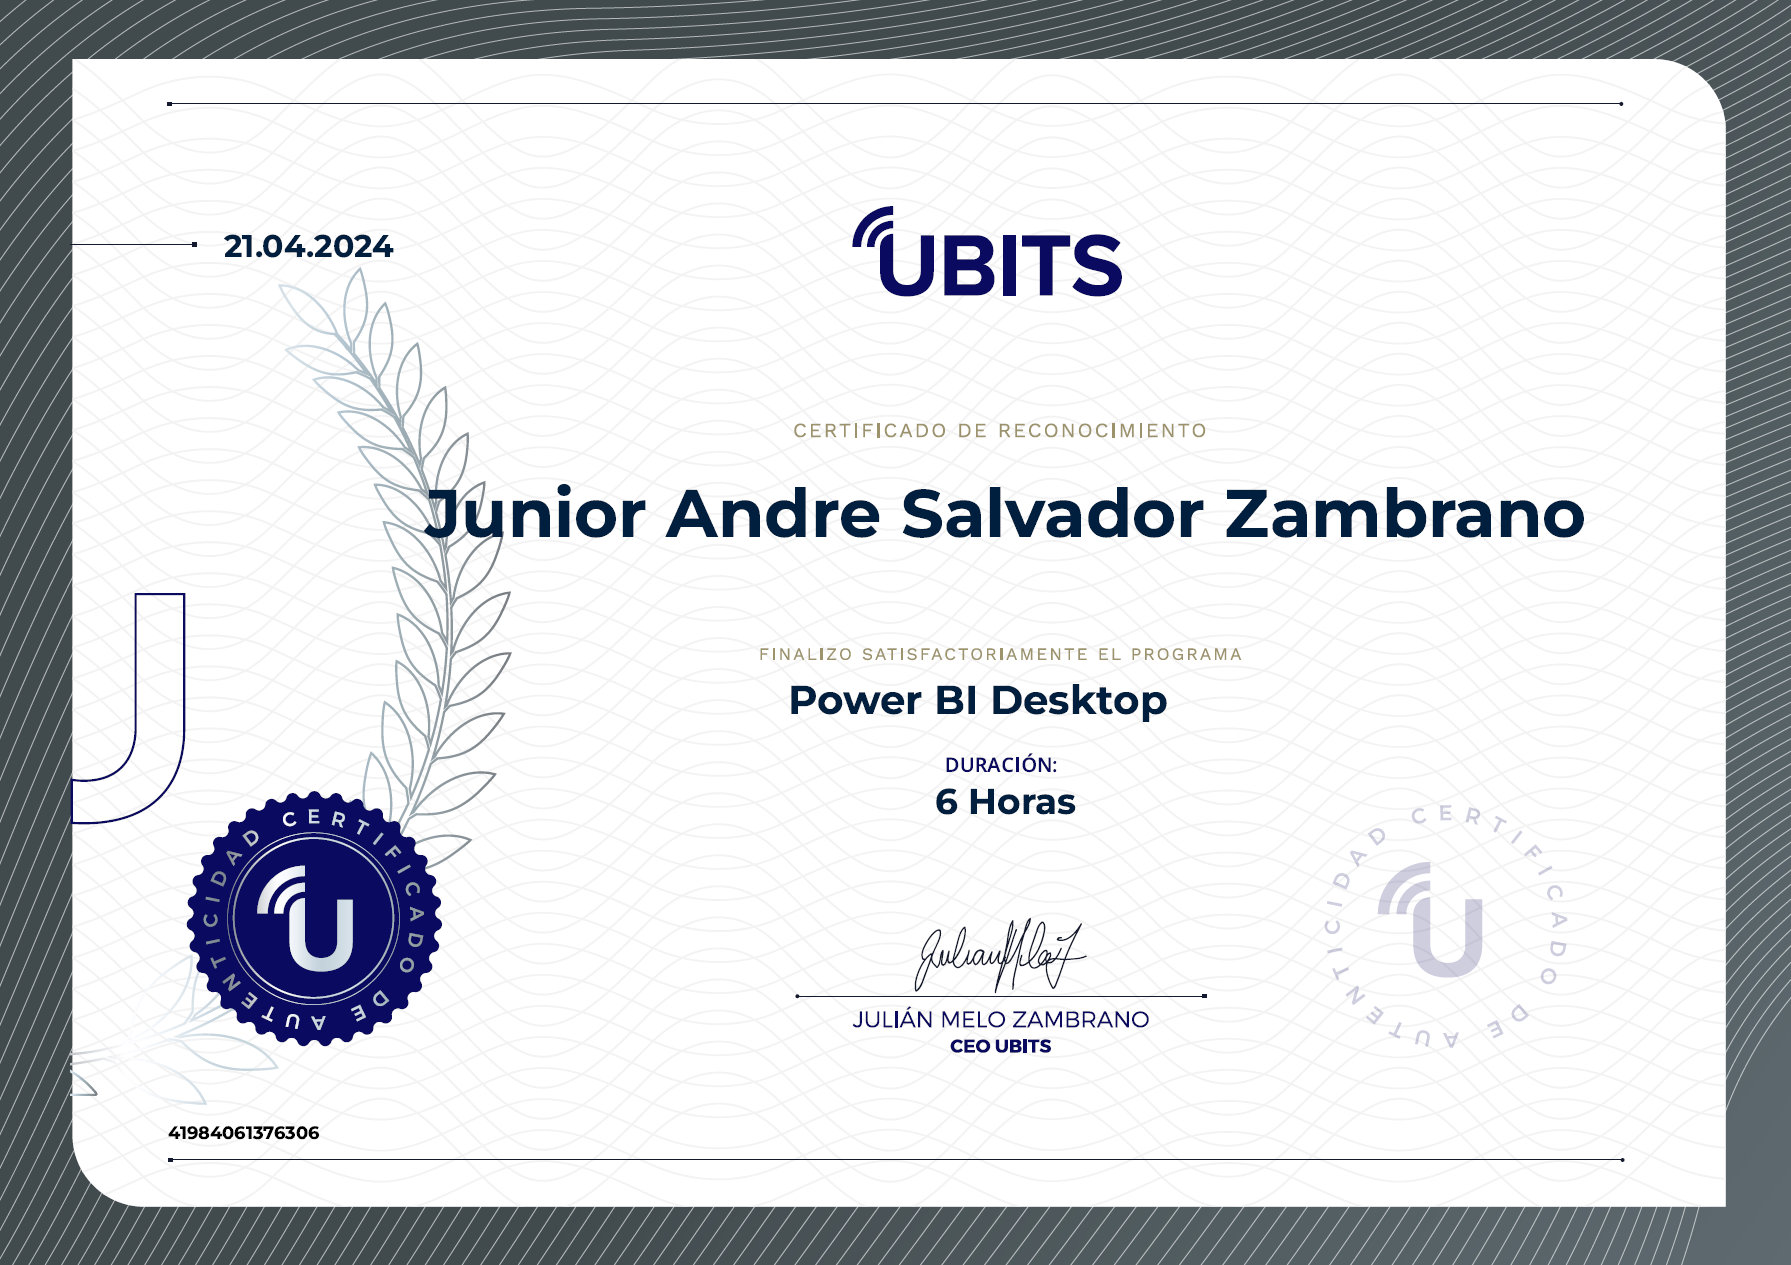 21.04.2024
UBITS
CERTIFICADO DE RECONOCIMIENTO
Junior Andre Salvador Zambrano
FINALIZO SATISFACTORIAMENTE EL PROGRAMA
Power BI Desktop
DURACIÓN:
6 Horas
CERTIFICADO DE AUTENTICIDAD
U
CERTIFICADO DE AUTENTICIDAD
U
JULIÁN MELO ZAMBRANO
CEO UBITS
41984061376306